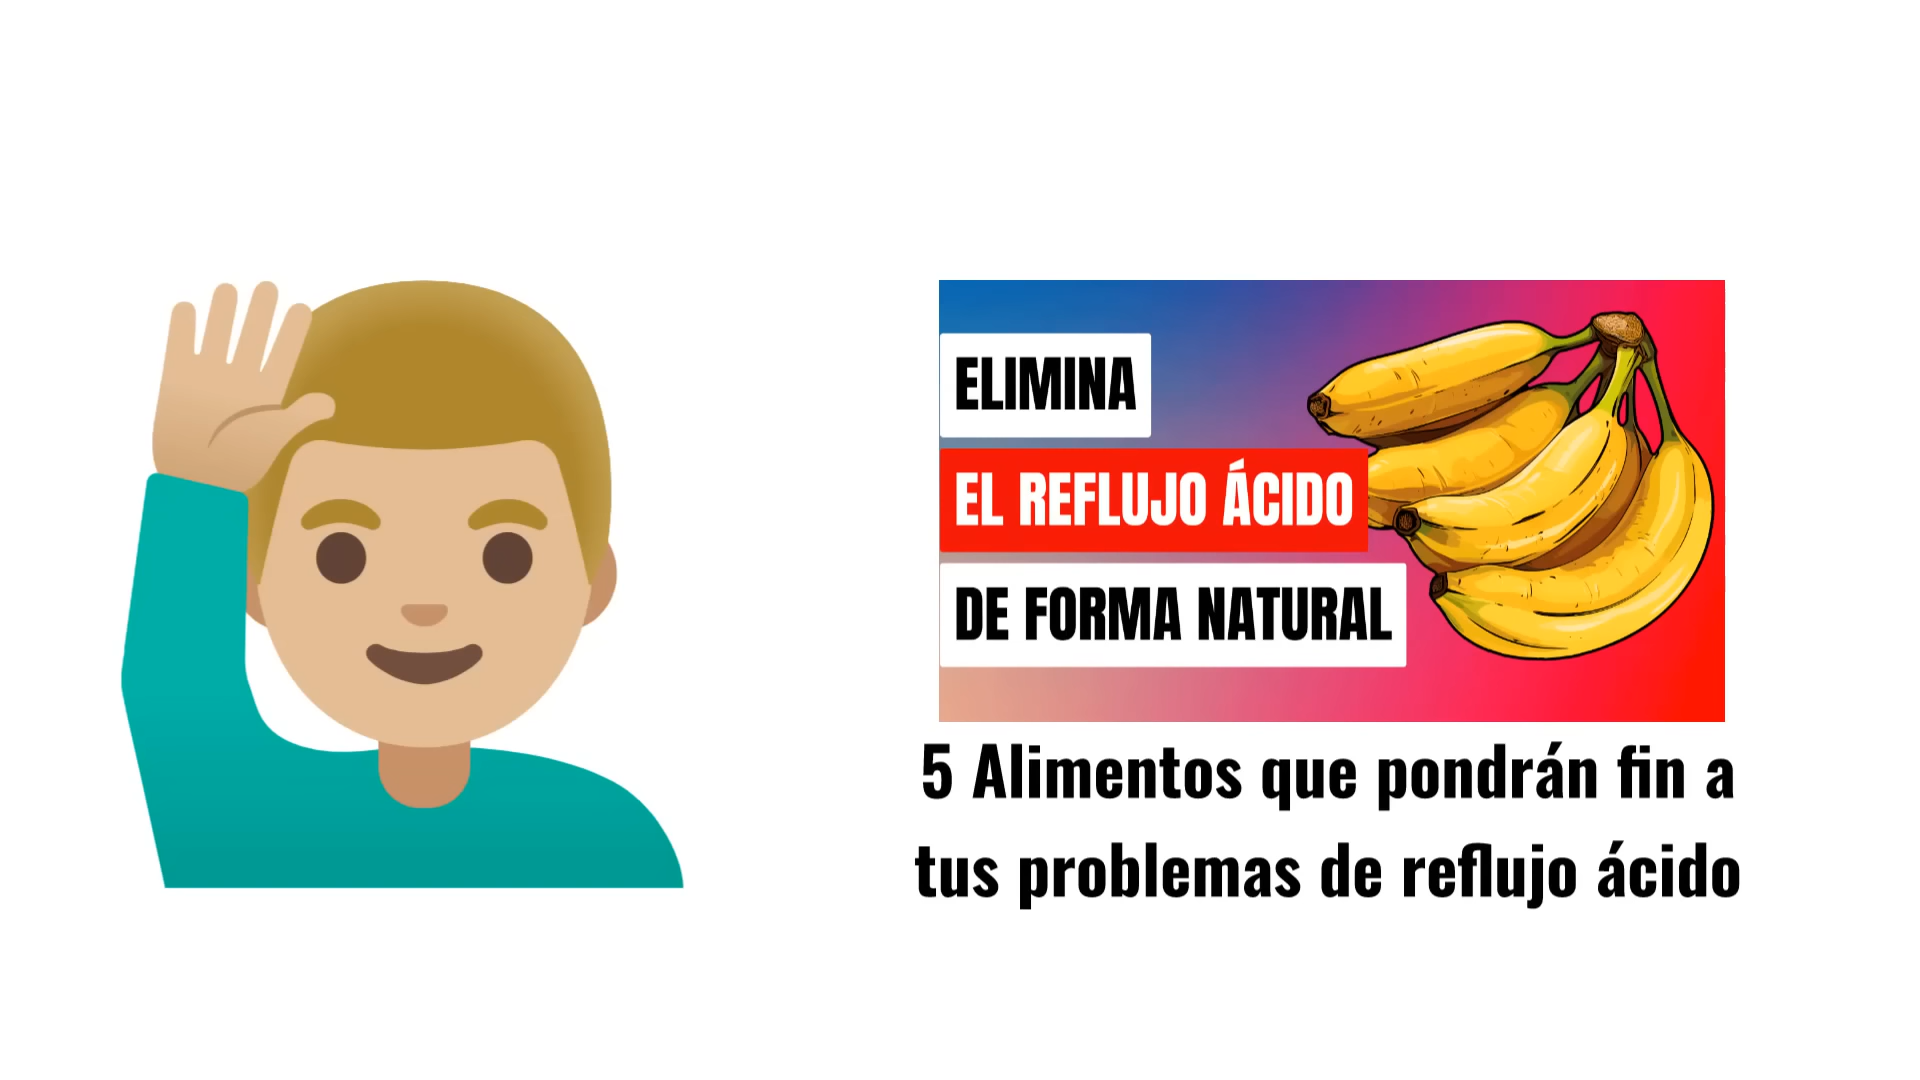 ELIMINA
EL REFLUJO ÁCIDO
DE FORMA NATURAL
5 Alimentos que pondrán fin a
tus problemas de reflujo ácido